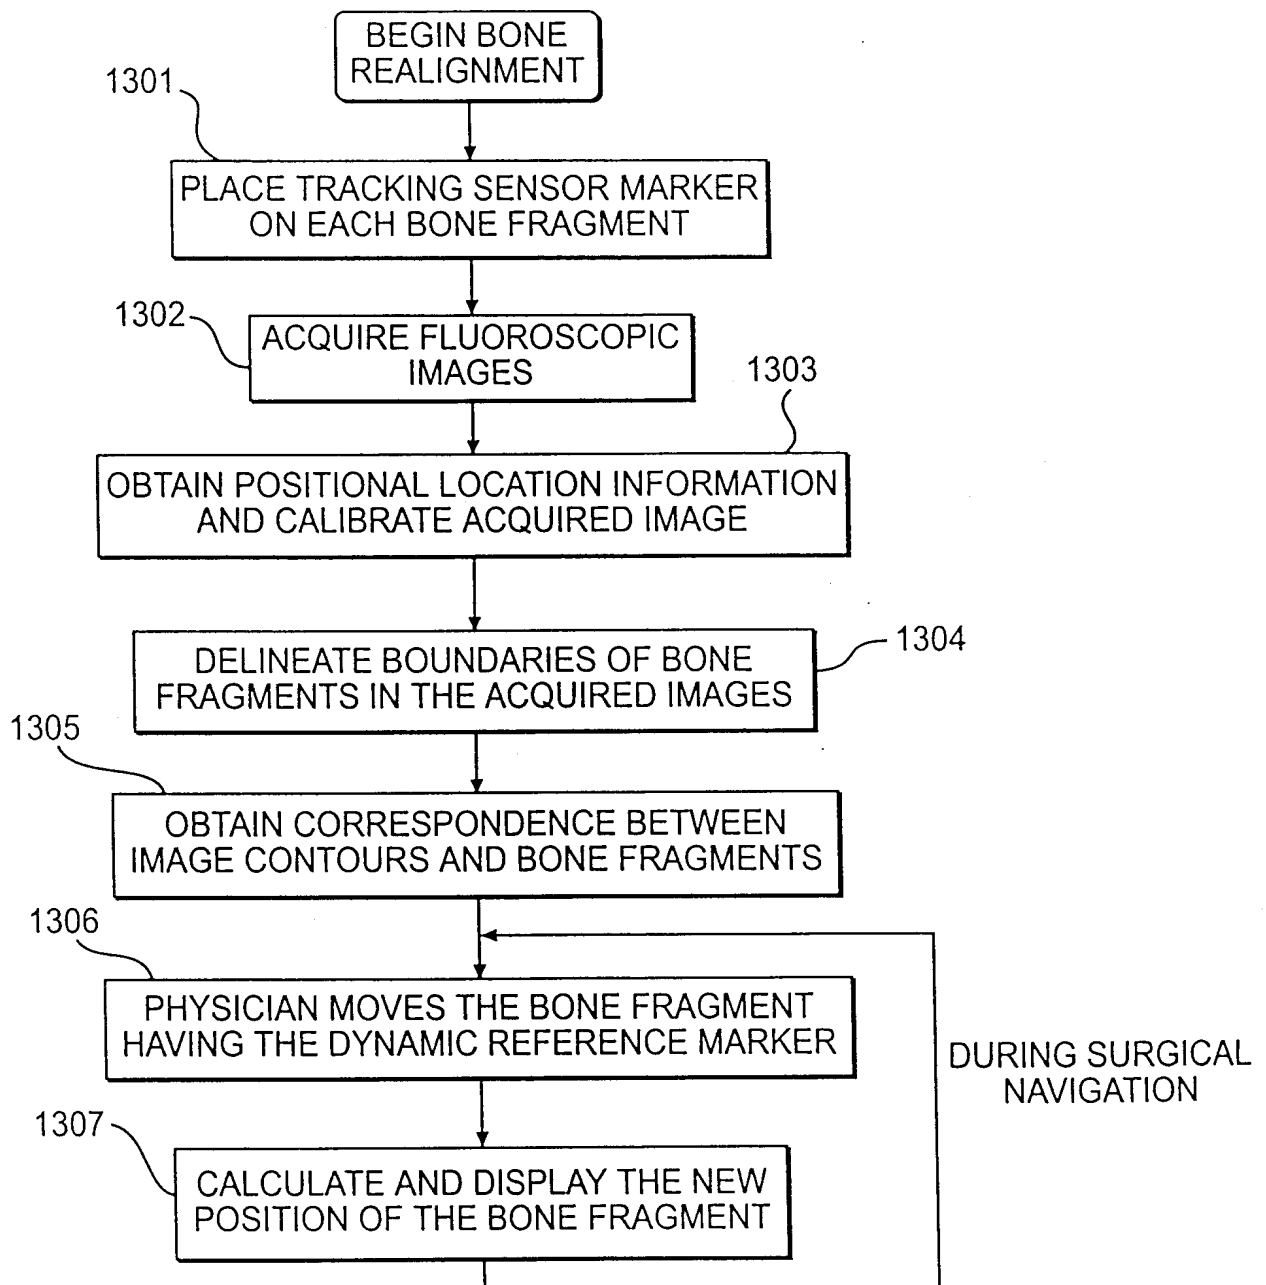 BEGIN BONE
REALIGNMENT
1301
PLACE TRACKING SENSOR MARKER
ON EACH BONE FRAGMENT
1302
ACQUIRE FLUOROSCOPIC
IMAGES
1303
OBTAIN POSITIONAL LOCATION INFORMATION
AND CALIBRATE ACQUIRED IMAGE
1304
DELINEATE BOUNDARIES OF BONE
FRAGMENTS IN THE ACQUIRED IMAGES
1305
OBTAIN CORRESPONDENCE BETWEEN
IMAGE CONTOURS AND BONE FRAGMENTS
1306
PHYSICIAN MOVES THE BONE FRAGMENT
HAVING THE DYNAMIC REFERENCE MARKER
DURING SURGICAL
NAVIGATION
1307
CALCULATE AND DISPLAY THE NEW
POSITION OF THE BONE FRAGMENT